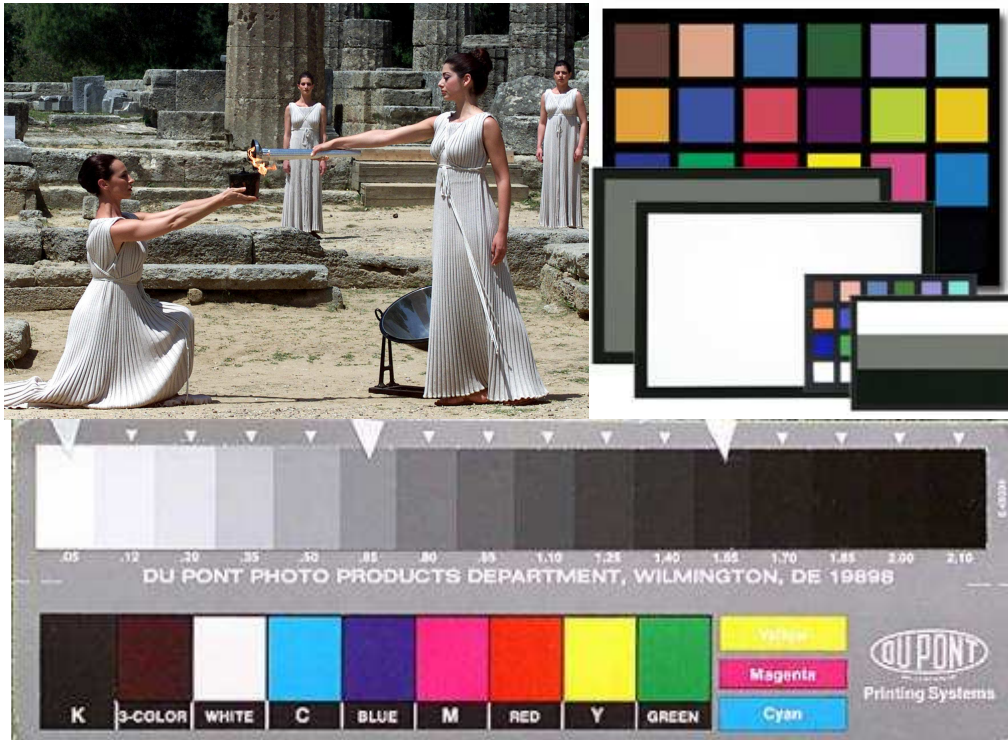 .05 .12 .20 .35 .50 .65 .80 .95 1.10 1.25 1.40 1.55 1.70 1.85 2.00 2.10
DU PONT PHOTO PRODUCTS DEPARTMENT, WILMINGTON, DE 19898
Yellow
Magenta
Cyan
K 3-COLOR WHITE C BLUE M RED Y GREEN
DU PONT
Printing Systems